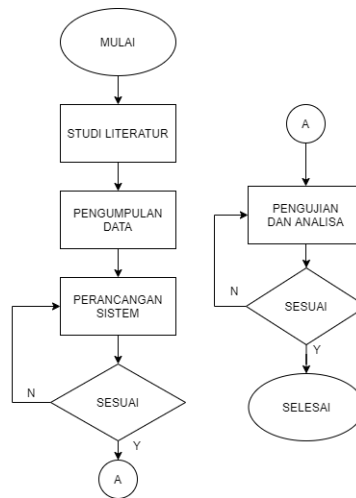 MULAI
STUDI LITERATUR
PENGUMPULAN
DATA
PERANCANGAN
SISTEM
N
SESUAI
Y
A
A
PENGUJIAN
DAN ANALISA
N
SESUAI
Y
SELESAI